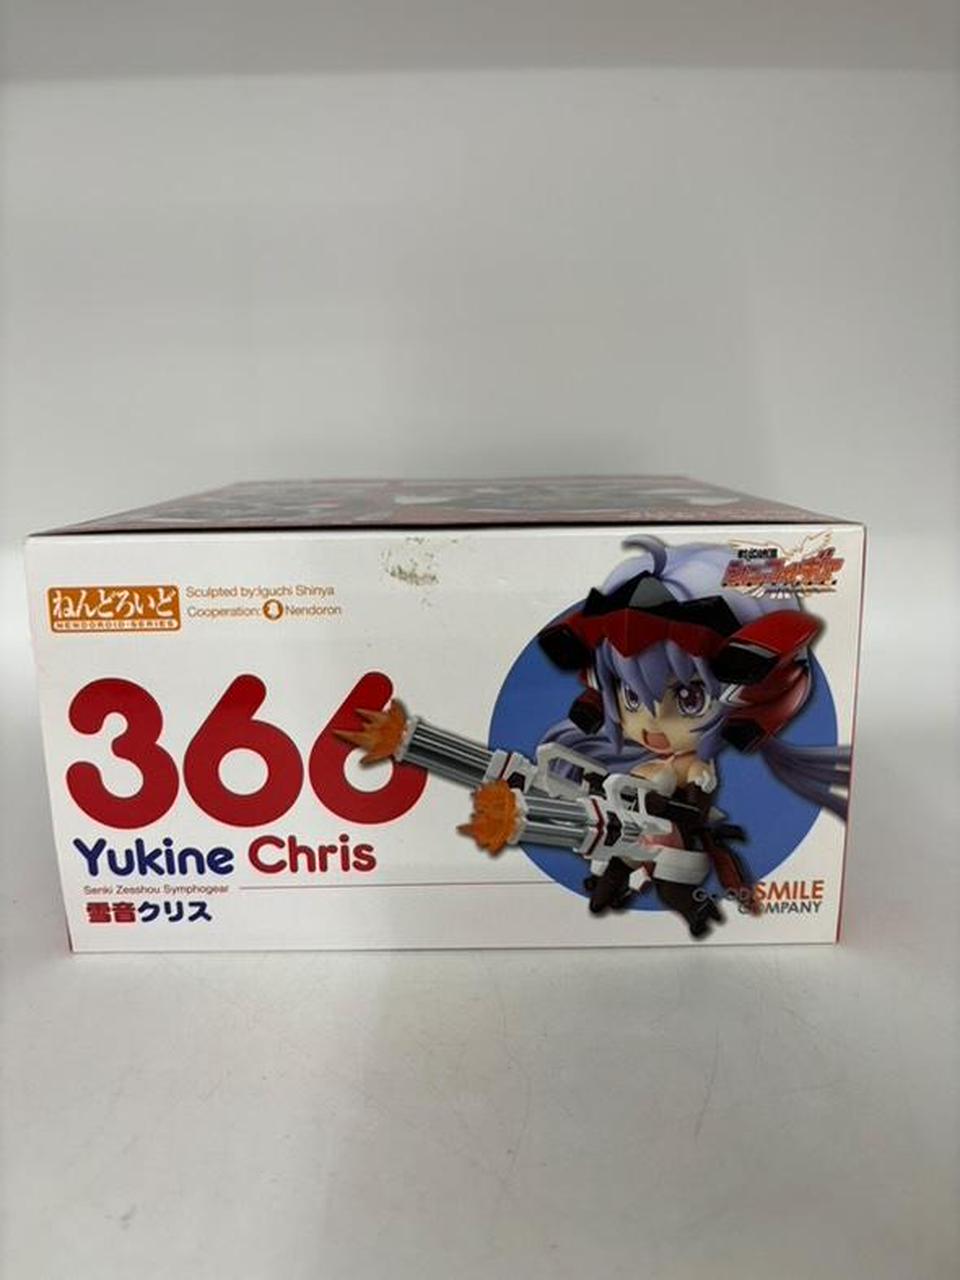 ねんどろいど
NENDOROID·SERIES
Sculpted by:Iguchi Shinya
Cooperation: Nendoron
366
Yukine Chris
Senki Zesshou Symphogear
雪音クリス
GOOD SMILE
COMPANY